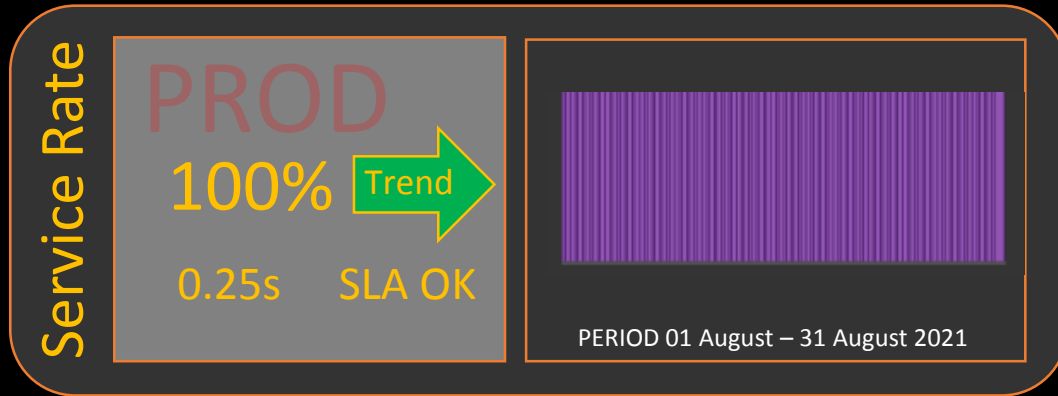 Service Rate
PROD
100%
Trend
0.25s
SLA OK
PERIOD 01 August – 31 August 2021